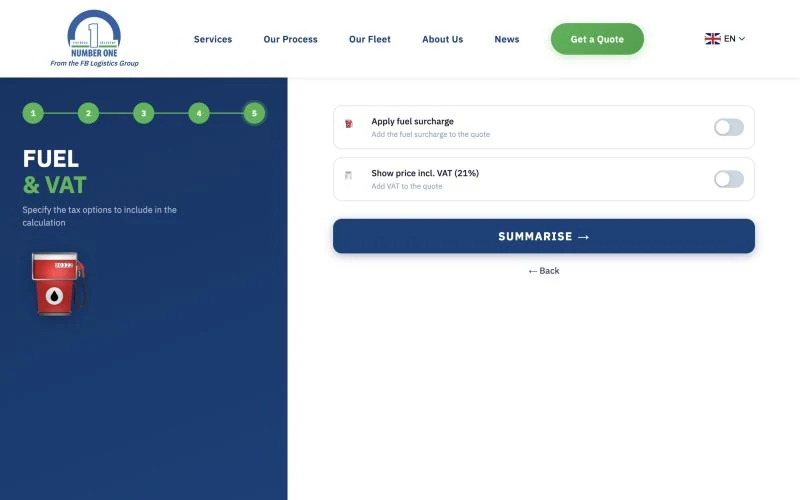 1
NUMBER ONE
From the FB Logistics Group
Services
Our Process
Our Fleet
About Us
News
Get a Quote
EN
1
2
3
4
5
FUEL
& VAT
Specify the tax options to include in the
calculation
Apply fuel surcharge
Add the fuel surcharge to the quote
Show price incl. VAT (21%)
Add VAT to the quote
SUMMARISE →
← Back